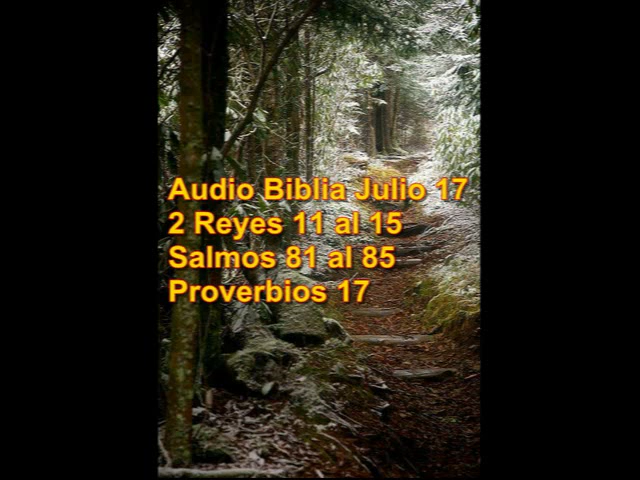 Audio Biblia Julio 17
2 Reyes 11 al 15
Salmos 81 al 85
Proverbios 17